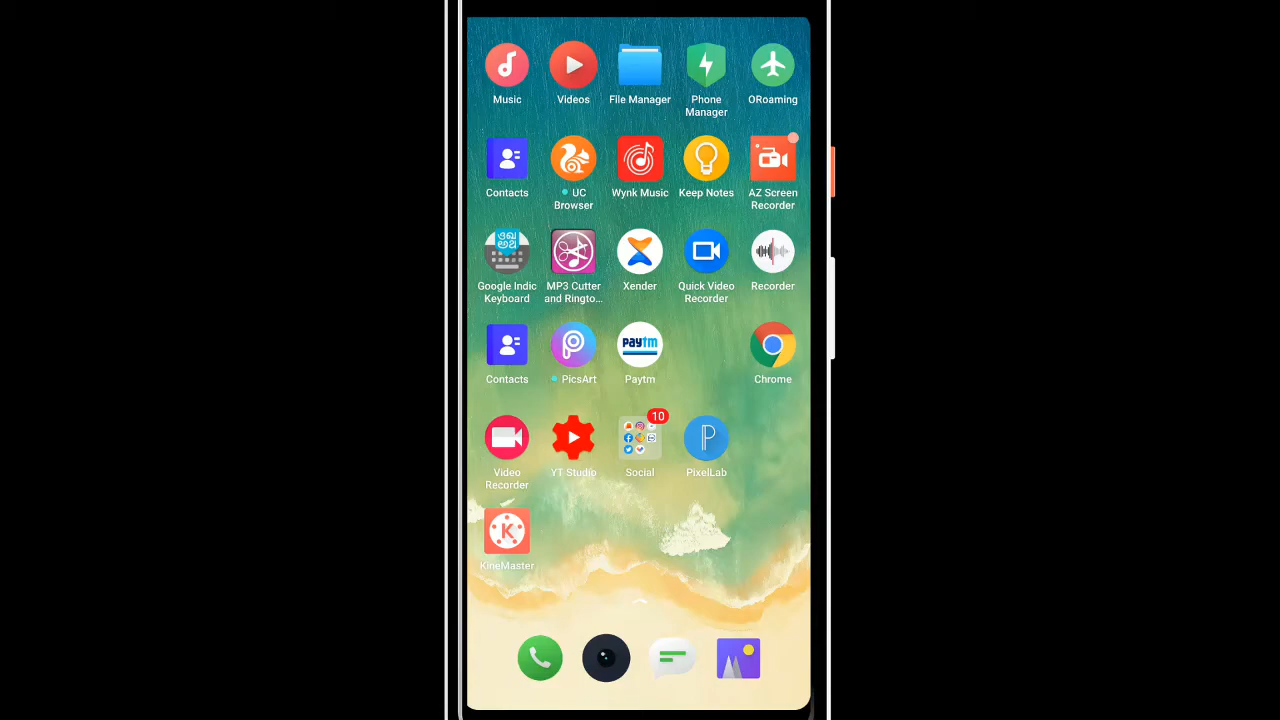 Music
Videos
File Manager
Phone
Manager
ORoaming
Contacts
UC
Browser
Wynk Music
Keep Notes
AZ Screen
Recorder
Google Indic
Keyboard
MP3 Cutter
and Ringto...
Xender
Quick Video
Recorder
Recorder
Contacts
PicsArt
paytm
Paytm
Chrome
Video
Recorder
YT Studio
10
Social
P
PixelLab
K
KineMaster